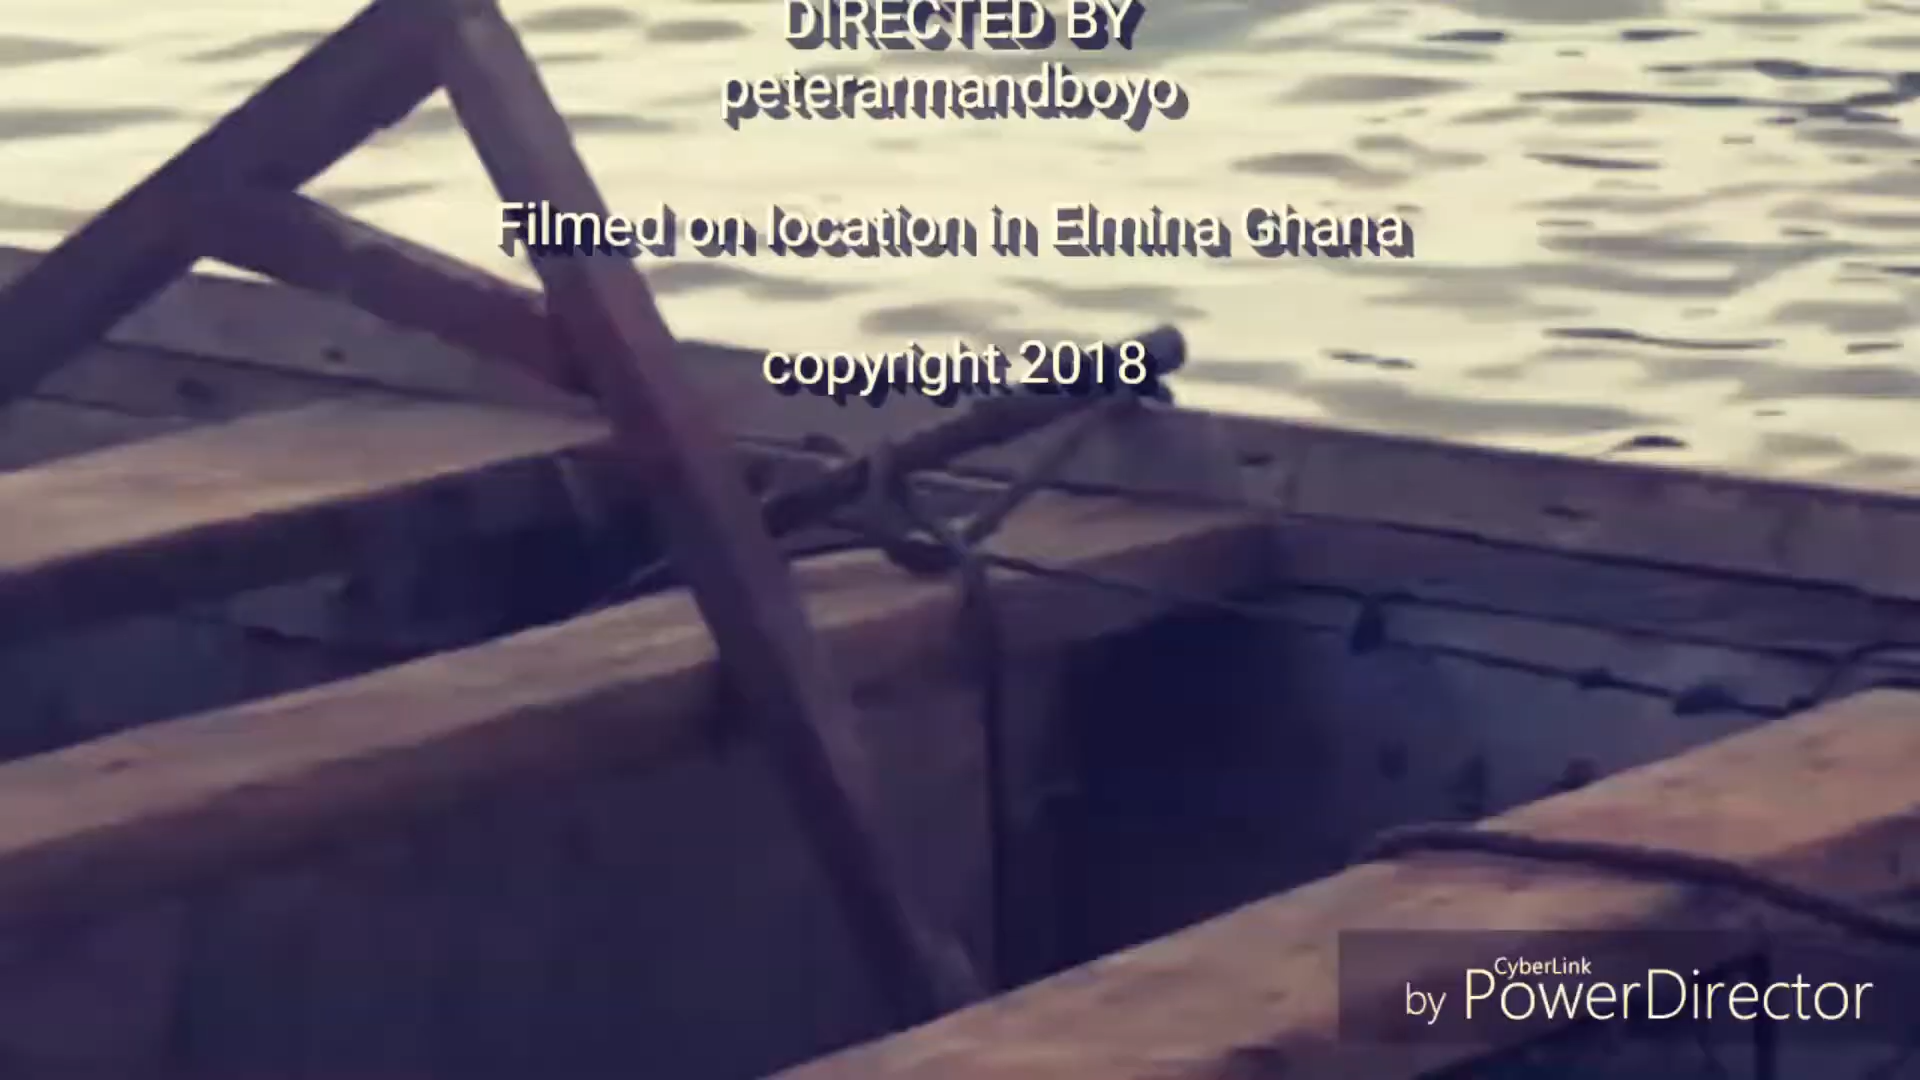 DIRECTED BY
peterarmandboyo
Filmed on location in Elmina Ghana
copyright 2018
CyberLink
by PowerDirector